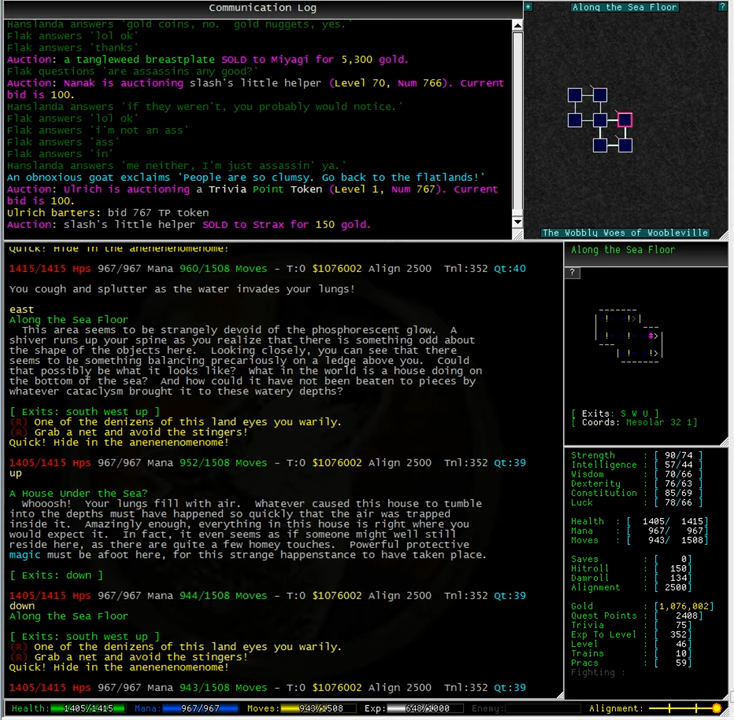 Communication Log
Hanslanda answers 'gold coins, no.  gold nuggets, yes.'
Flak answers 'lol ok'
Flak answers 'thanks'
Auction: a tangleweed breastplate SOLD to Miyagi for 5,300 gold.
Flak questions 'are assassins any good?'
Auction: Nanak is auctioning slash's little helper (Level 70, Num 766). Current
bid is 100.
Hanslanda answers 'if they weren't, you probably would notice.'
Flak answers 'lol ok'
Flak answers 'i'm not an ass'
Flak answers 'ass'
Flak answers 'in'
Hanslanda answers 'me neither, I'm just assassin' ya.'
An obnoxious goat exclaims 'People are so clumsy. Go back to the flatlands!'
Auction: Ulrich is auctioning a Trivia Point Token (Level 1, Num 767). Current
bid is 100.
Ulrich barters: bid 767 TP token
Auction: slash's little helper SOLD to Strax for 150 gold.
Along the Sea Floor
?
The Wobbly Woes of Woobleville
Quick! Hide in the anenenenomenome!
1415/1415 Hps 967/967 Mana 960/1508 Moves - T:0 $1076002 Align 2500  Tnl:352 Qt:40
You cough and splutter as the water invades your lungs!
east
Along the Sea Floor
This area seems to be strangely devoid of the phosphorescent glow.  A
shiver runs up your spine as you realize that there is something odd about
the shape of the objects here.  Looking closely, you can see that there
seems to be something balancing precariously on a ledge above you.  Could
that possibly be what it looks like?  What in the world is a house doing on
the bottom of the sea?  And how could it have not been beaten to pieces by
whatever cataclysm brought it to these watery depths?
[ Exits: south west up ]
(R) One of the denizens of this land eyes you warily.
(R) Grab a net and avoid the stingers!
Quick! Hide in the anenenenomenome!
1405/1415 Hps 967/967 Mana 952/1508 Moves - T:0 $1076002 Align 2500  Tnl:352 Qt:39
up
A House Under the Sea?
Whooosh!  Your lungs fill with air.  Whatever caused this house to tumble
into the depths must have happened so quickly that the air was trapped
inside it.  Amazingly enough, everything in this house is right where you
would expect it.  In fact, it even seems as if someone might well still
reside here, as there are quite a few homey touches.  Powerful protective
magic must be afoot here, for this strange happenstance to have taken place.
[ Exits: down ]
1405/1415 Hps 967/967 Mana 944/1508 Moves - T:0 $1076002 Align 2500  Tnl:352 Qt:39
down
Along the Sea Floor
[ Exits: south west up ]
(R) One of the denizens of this land eyes you warily.
(R) Grab a net and avoid the stingers!
Quick! Hide in the anenenenomenome!
1405/1415 Hps 967/967 Mana 943/1508 Moves - T:0 $1076002 Align 2500  Tnl:352 Qt:39
Along the Sea Floor
?
[ Exits: S W U ]
[ Coords: Mesolar 32 1]
Strength : [ 90/74 ]
Intelligence : [ 57/44 ]
Wisdom : [ 70/66 ]
Dexterity : [ 76/63 ]
Constitution : [ 85/69 ]
Luck : [ 78/66 ]
Health : [ 1405/ 1415 ]
Mana : [ 967/ 967 ]
Moves : [ 943/ 1508 ]
Saves : [ 0]
Hitroll : [ 150]
Damroll : [ 134]
Alignment : [ 2500]
Gold : [1,076,002]
Quest Points : [ 2408]
Trivia : [ 75]
Exp To Level : [ 352]
Level : [ 46]
Trains : [ 10]
Pracs : [ 59]
Fighting :
Health: 1405/1415 Mana: 967/967 Moves: 943/1508 Exp: 648/1000 Enemy: Alignment: